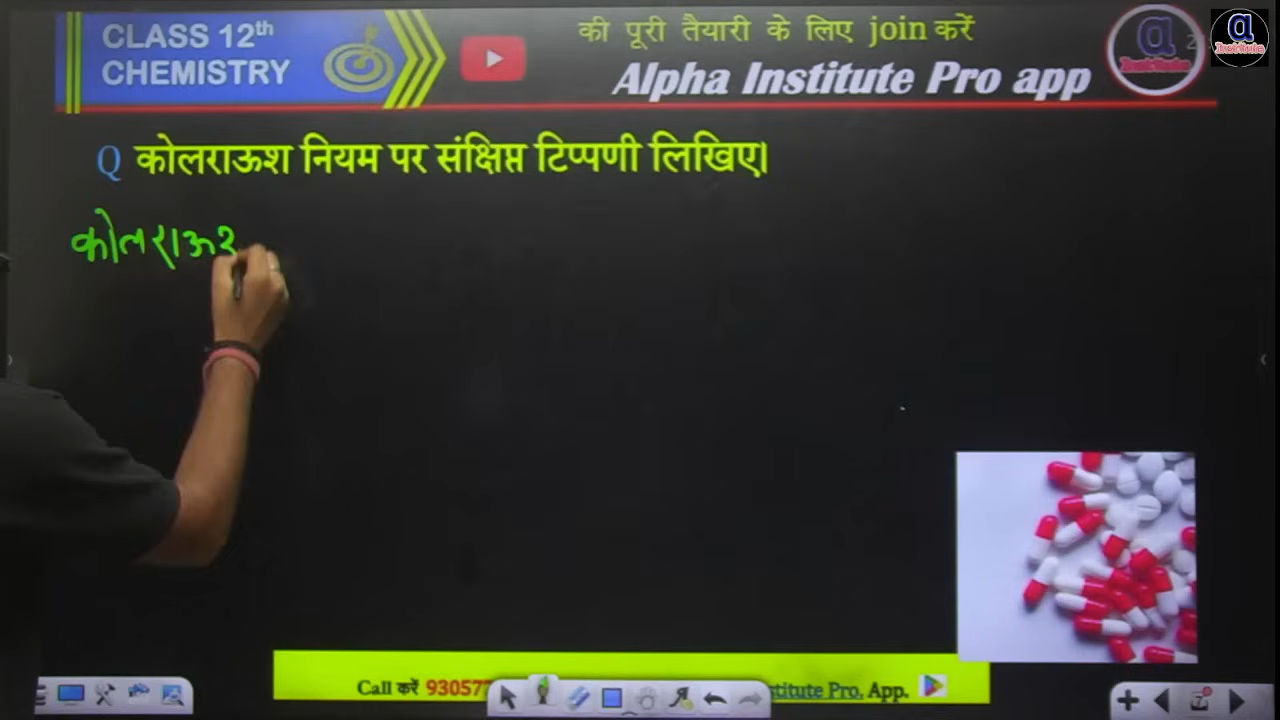 CLASS 12th
CHEMISTRY
की पूरी तैयारी के लिए join करें
Alpha Institute Pro app
a
Institute
Q कोलराऊश नियम पर संक्षिप्त टिप्पणी लिखिए।
कोलराऊ
Call करें 93057
stitute Pro. App.